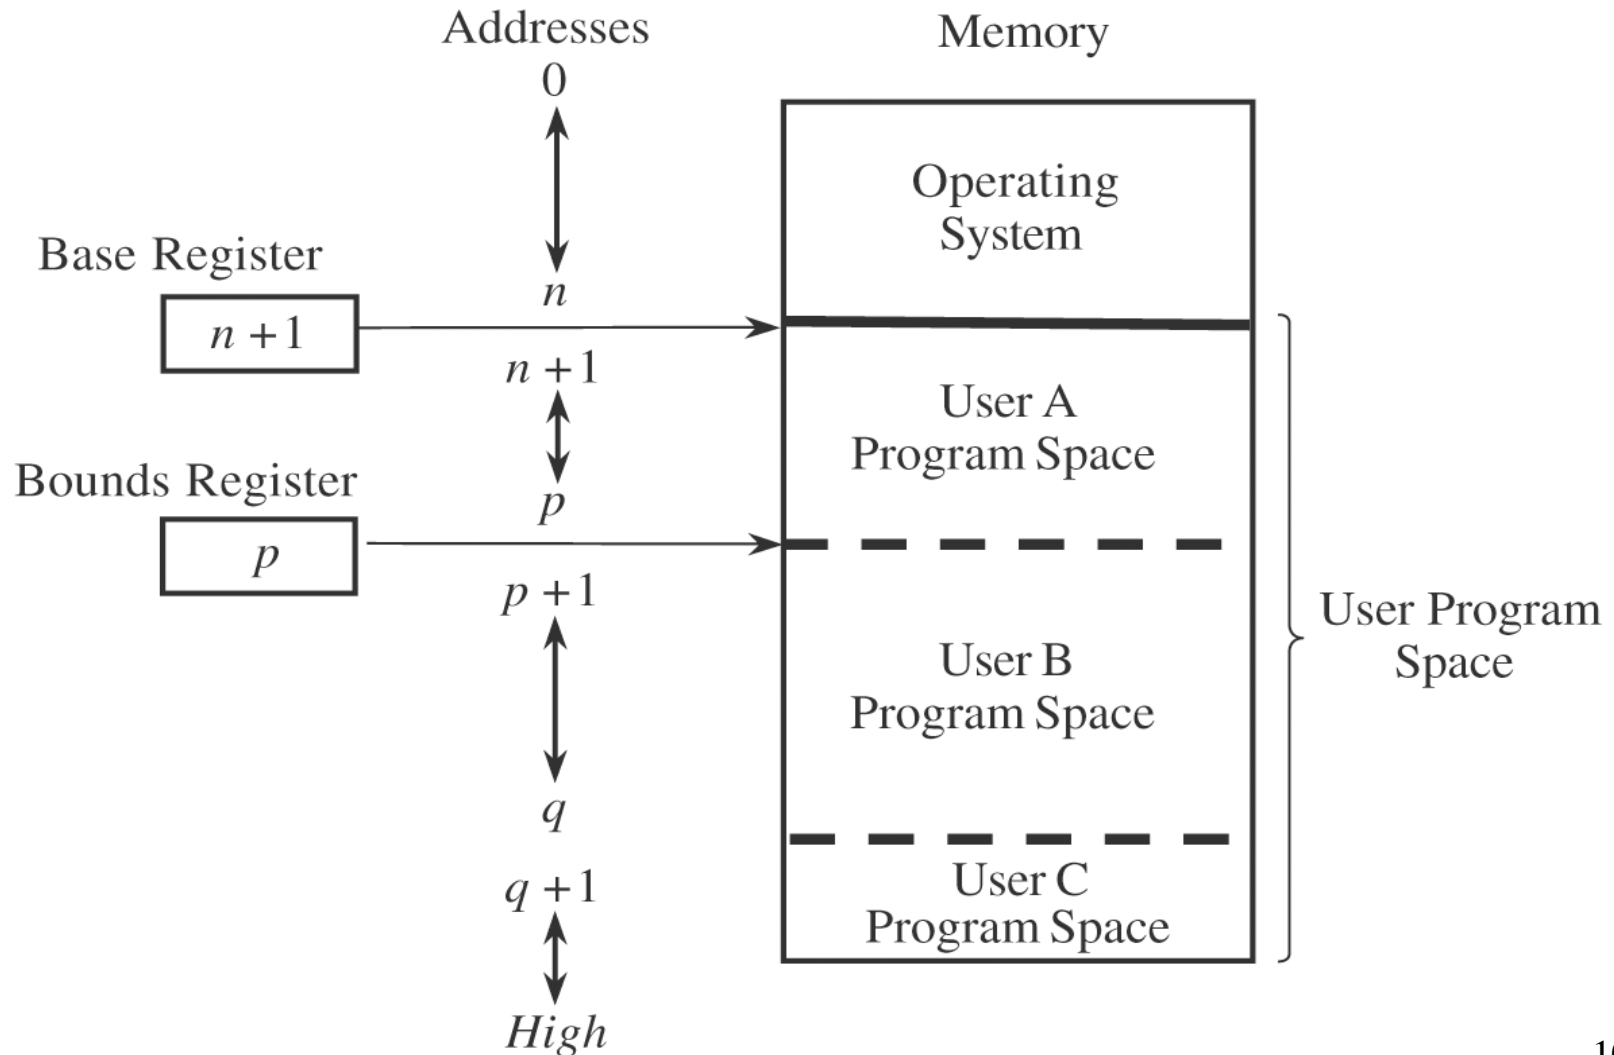 Addresses
Memory
0
Operating
System
Base Register
n
n + 1
n + 1
User A
Program Space
Bounds Register
p
p
p + 1
User Program
Space
User B
Program Space
q
q + 1
User C
Program Space
High